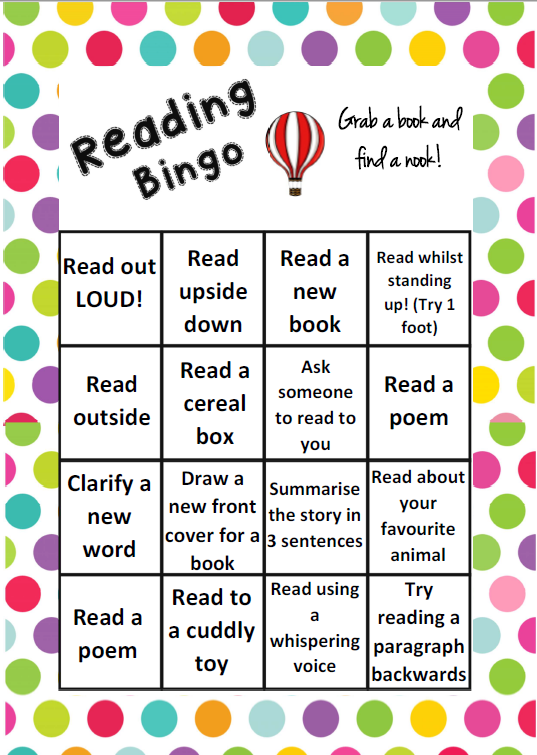 Reading
Bingo
Grab a book and
find a nook!
Read out
LOUD!
Read
upside
down
Read a
new
book
Read whilst
standing
up! (Try 1
foot)
Read
outside
Read a
cereal
box
Ask
someone
to read to
you
Read a
poem
Clarify a
new
word
Draw a
new front
cover for a
book
Summarise
the story in
3 sentences
Read about
your
favourite
animal
Read a
poem
Read to
a cuddly
toy
Read using
a
whispering
voice
Try
reading a
paragraph
backwards